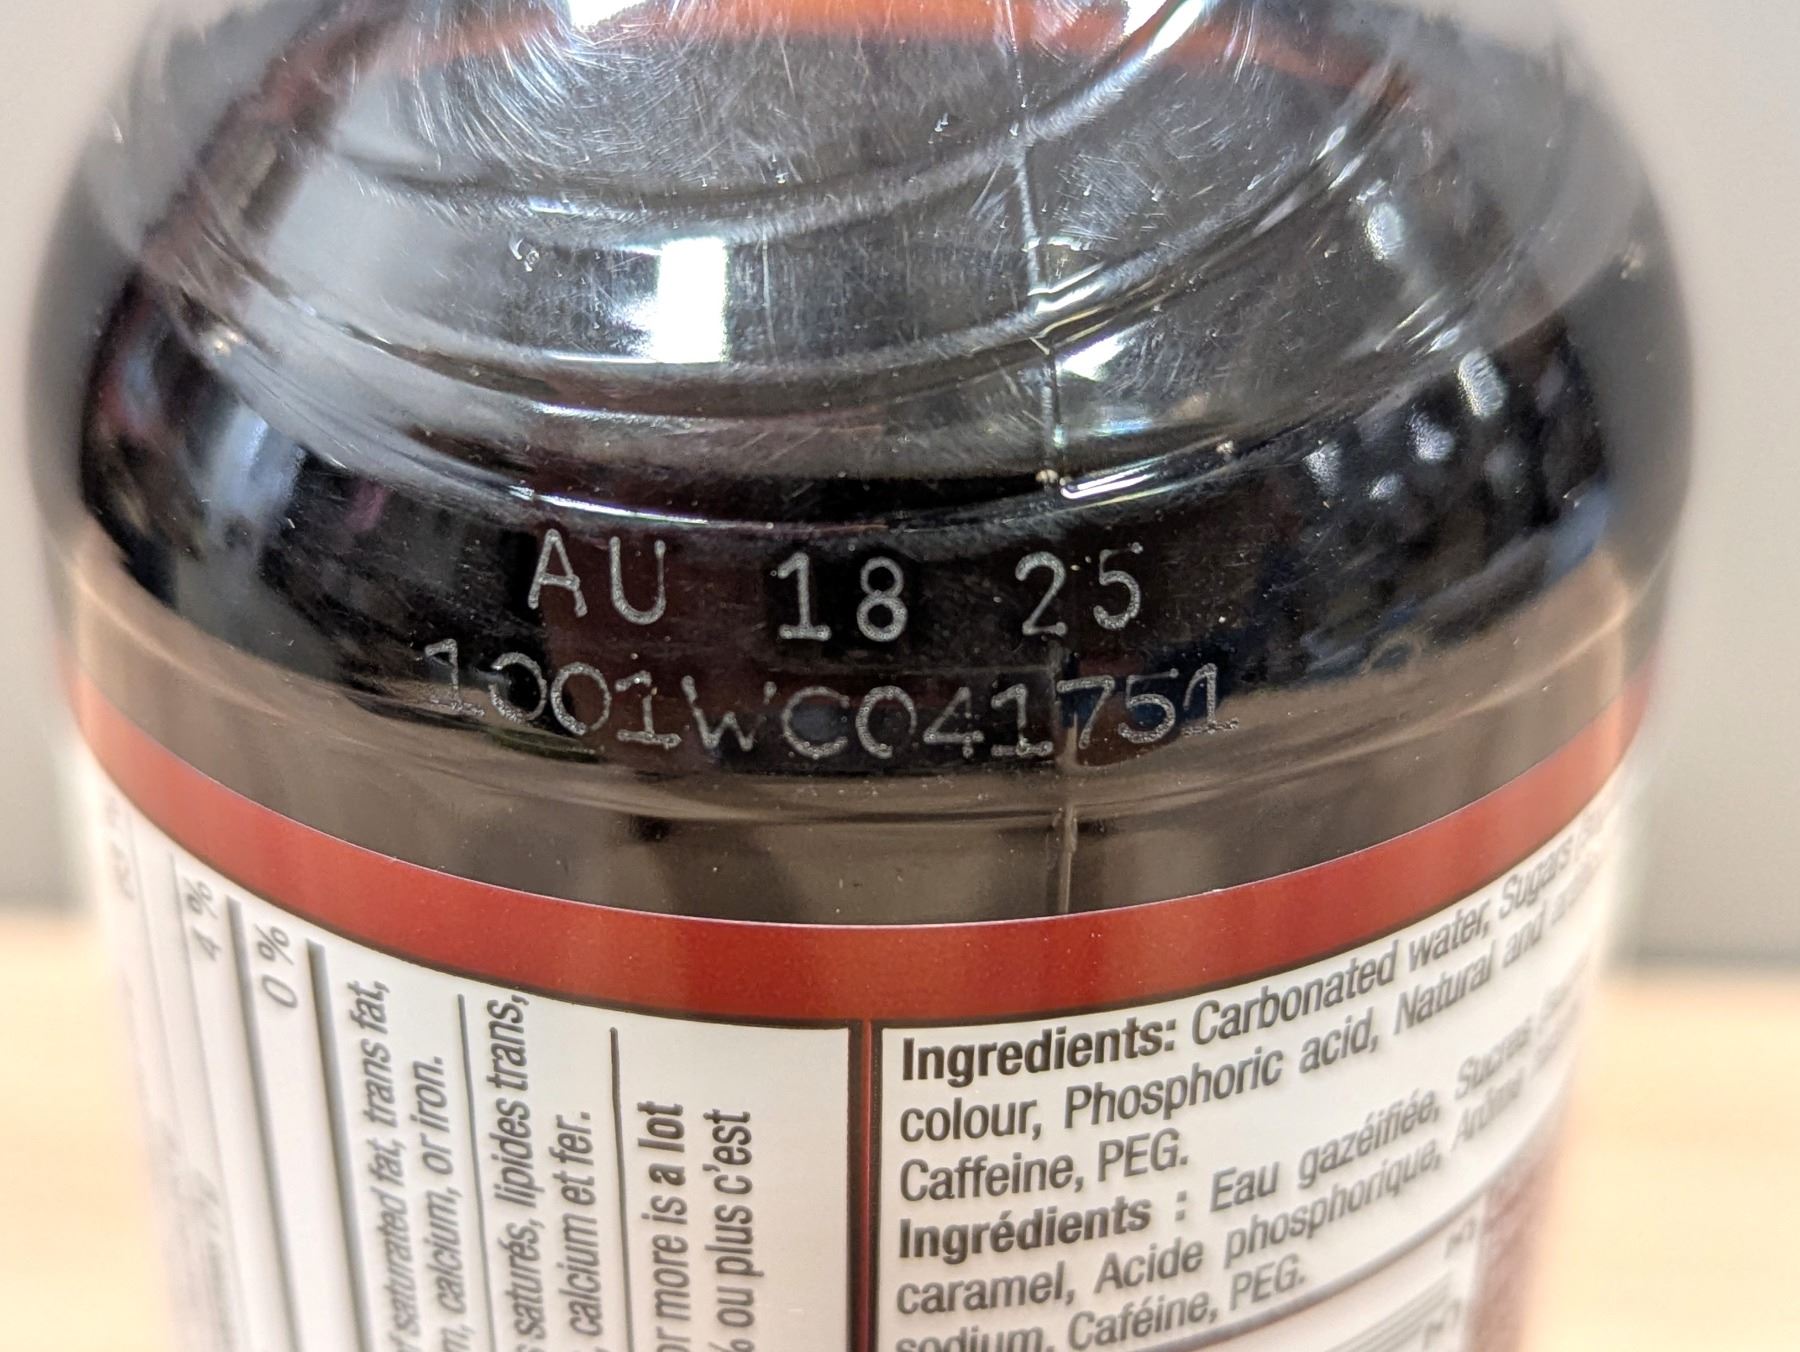 AU 18 25
1001WC041751
4 %
0 %
saturated fat, trans fat,
calcium, or iron.
saturés, lipides trans,
calcium et fer.
or more is a lot
% ou plus c'est
Ingredients: Carbonated water, Sugars
colour, Phosphoric acid, Natural and
Caffeine, PEG.
Ingrédients : Eau gazéifiée, Sucres
caramel, Acide phosphorique, Arôme
sodium, Caféine, PEG.